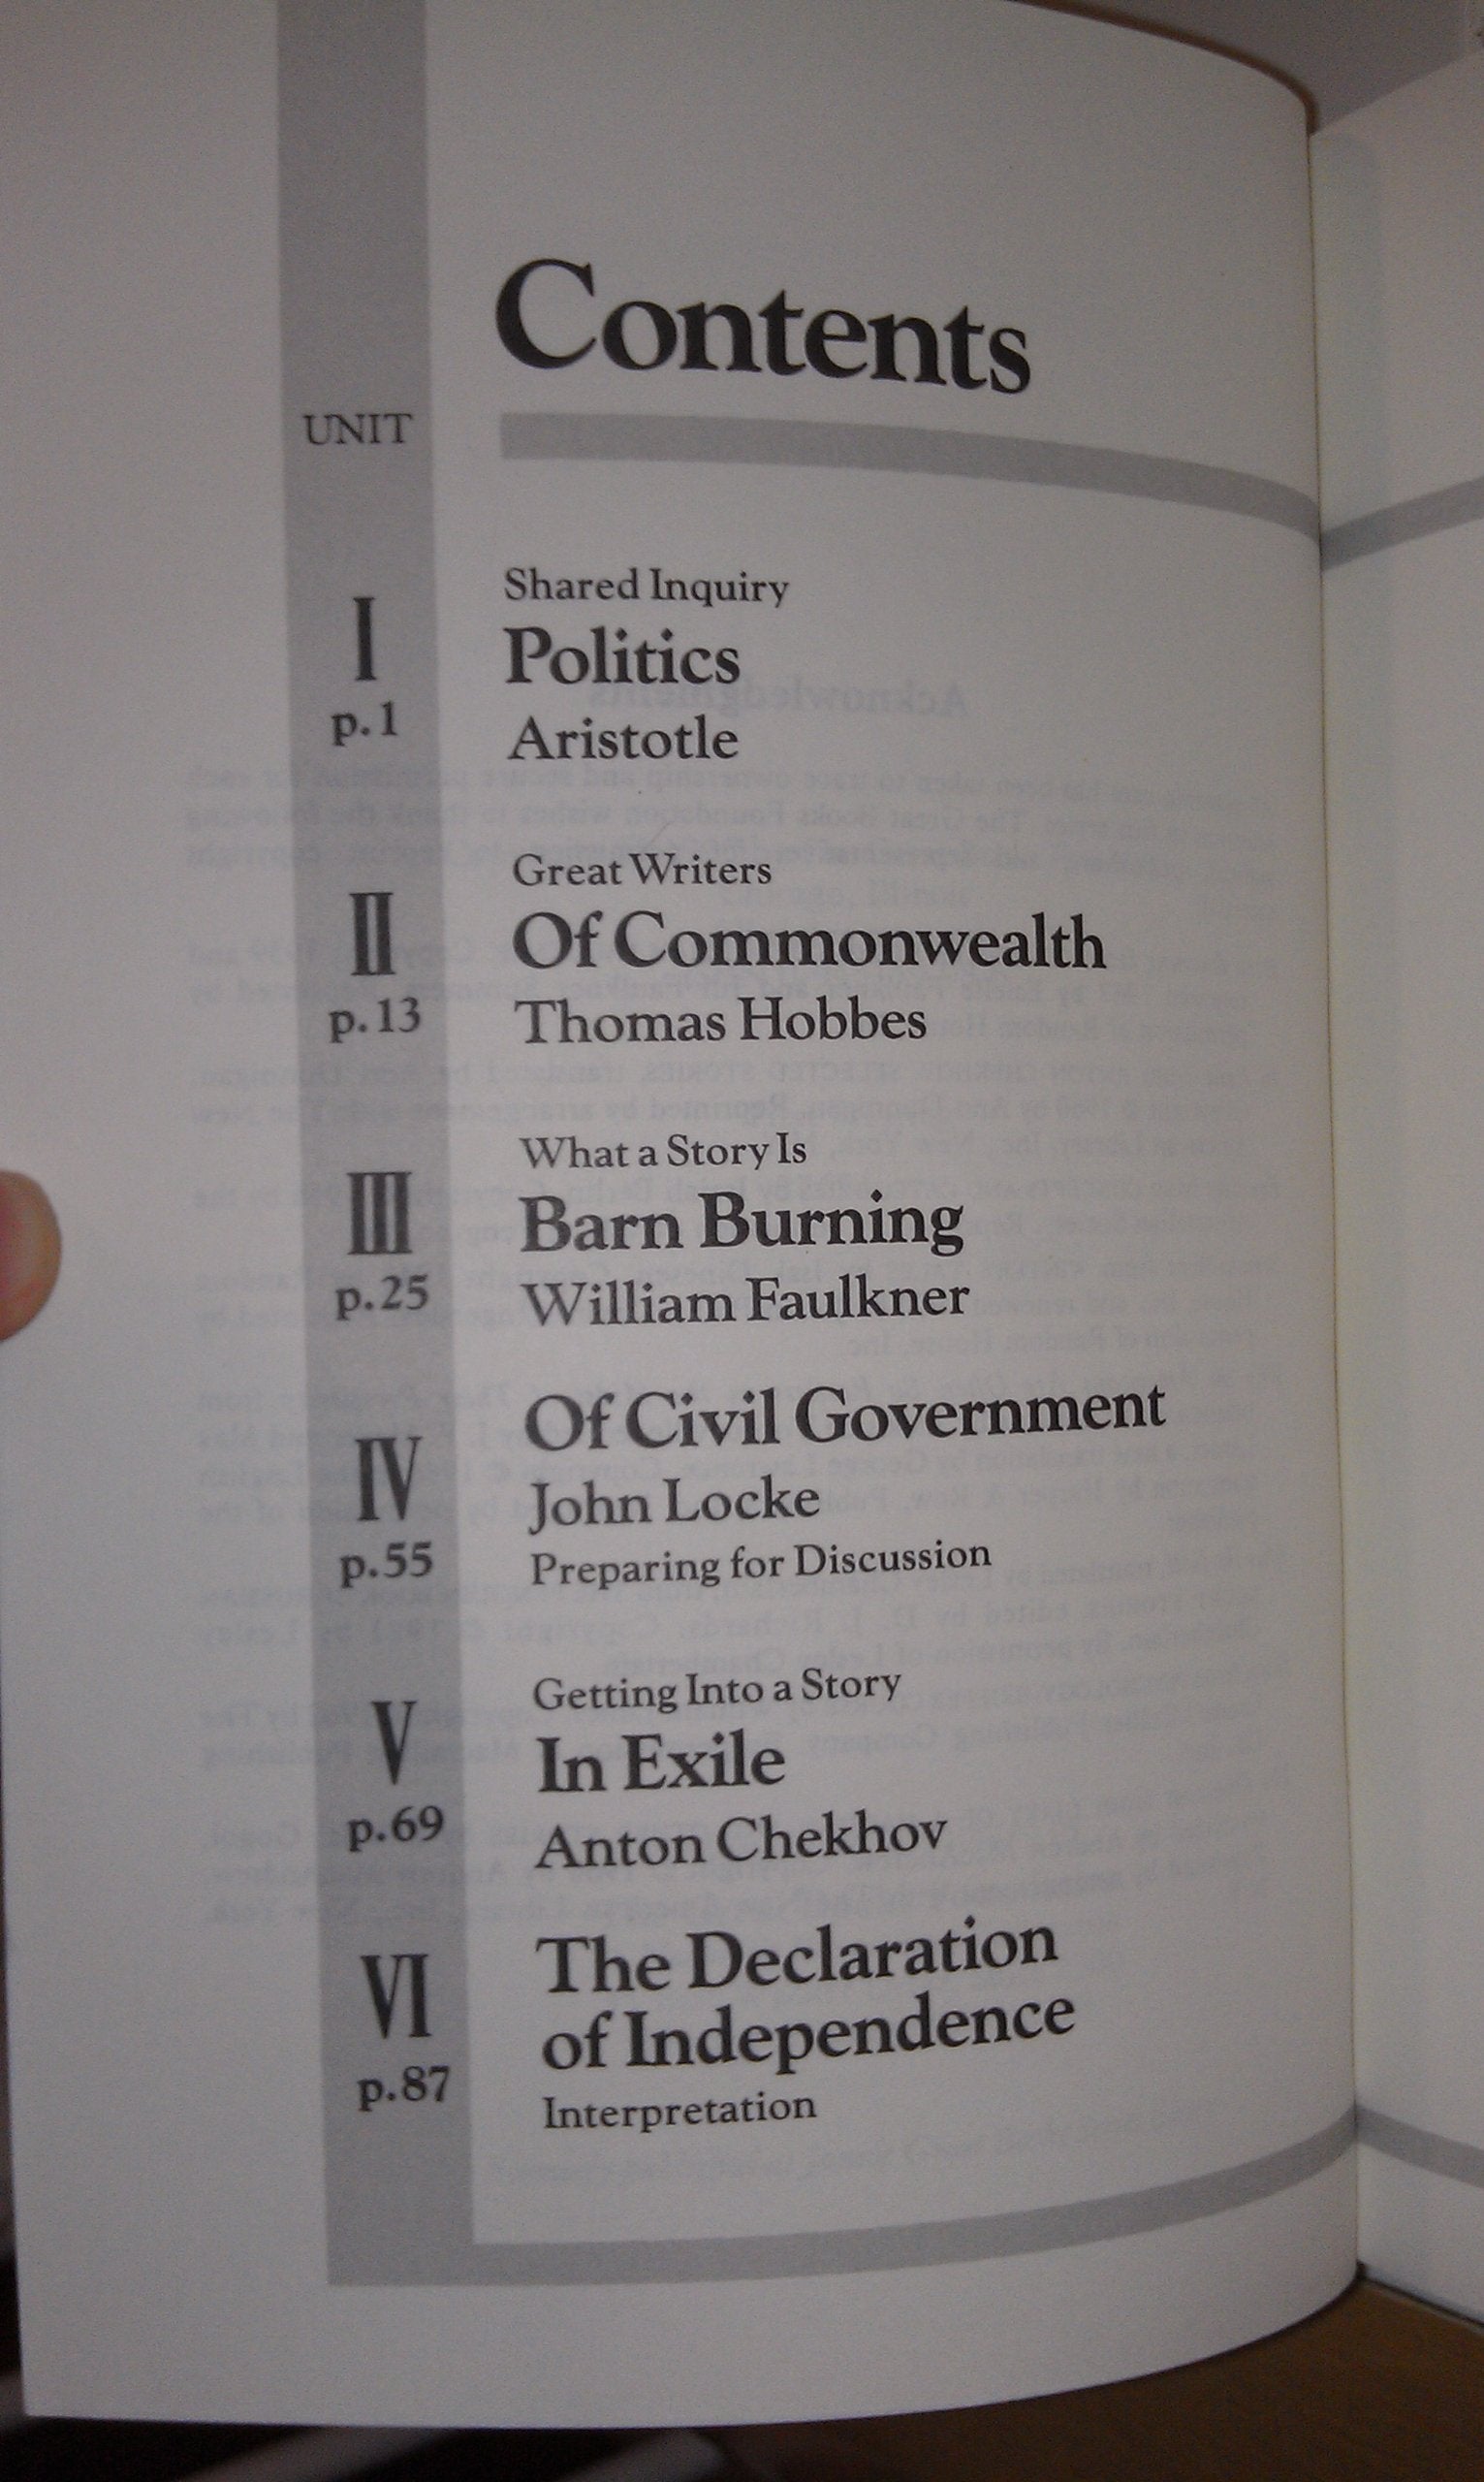 Contents
UNIT
I
p.1
Shared Inquiry
Politics
Aristotle
II
p.13
Great Writers
Of Commonwealth
Thomas Hobbes
III
p.25
What a Story Is
Barn Burning
William Faulkner
IV
p.55
Of Civil Government
John Locke
Preparing for Discussion
V
p.69
Getting Into a Story
In Exile
Anton Chekhov
VI
p.87
The Declaration
of Independence
Interpretation